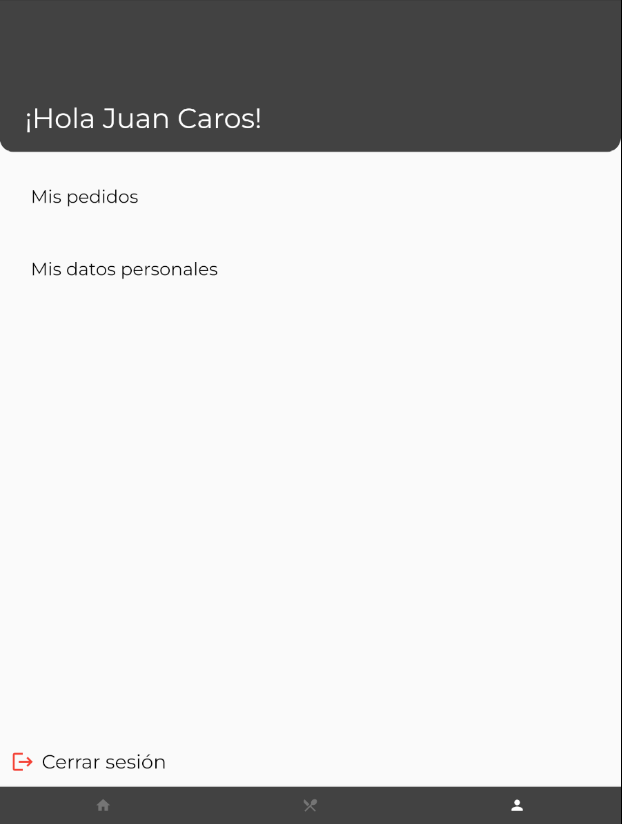 ¡Hola Juan Caros!
Mis pedidos
Mis datos personales
Cerrar sesión